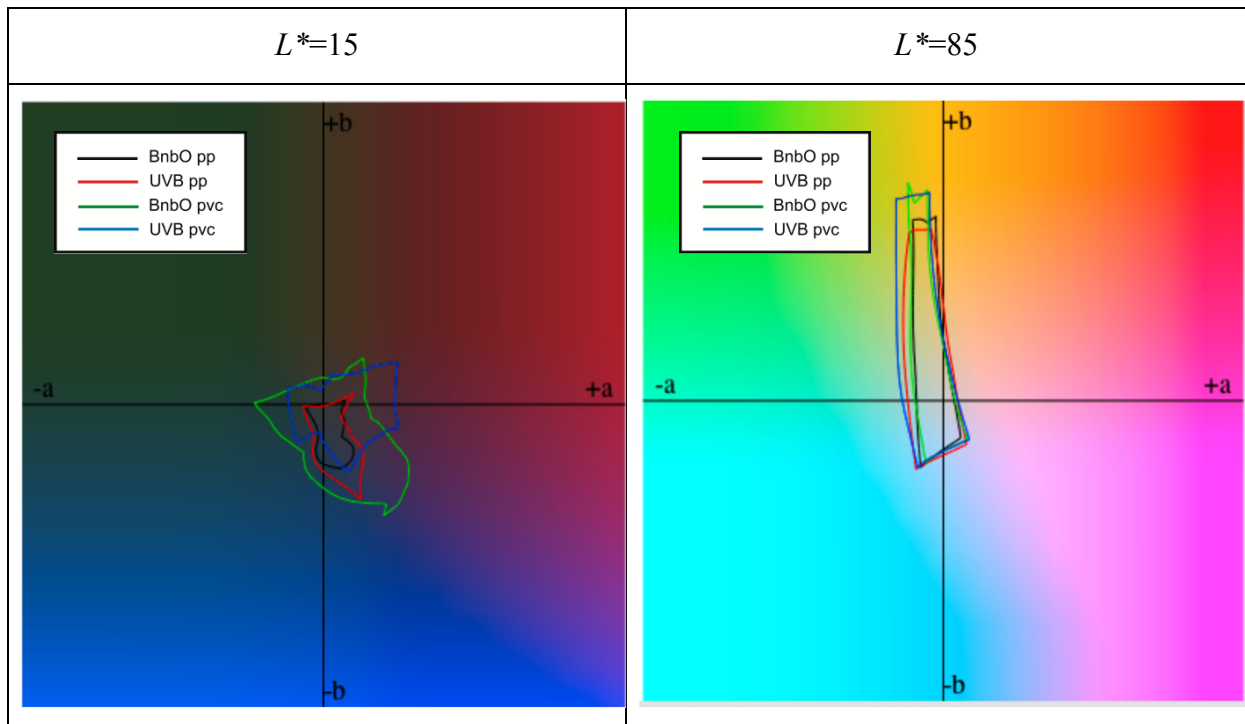 L*=15
L*=85
+b
BnbO pp
UVB pp
BnbO pvc
UVB pvc
-a
+a
-b
+b
BnbO pp
UVB pp
BnbO pvc
UVB pvc
-a
+a
-b